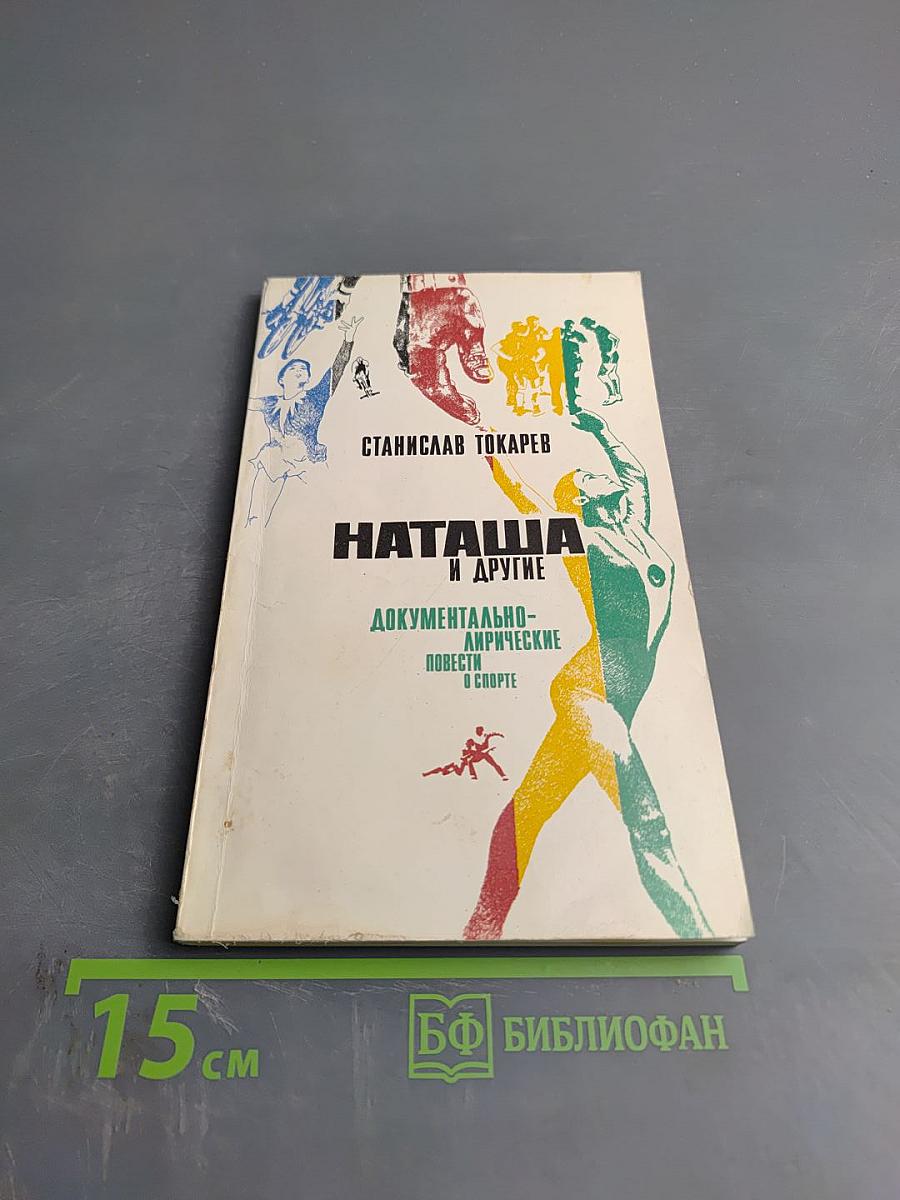 СТАНИСЛАВ ТОКАРЕВ
НАТАША
И ДРУГИЕ
ДОКУМЕНТАЛЬНО-
ЛИРИЧЕСКИЕ
ПОВЕСТИ
О СПОРТЕ
15 см
БФ БИБЛИОФАН